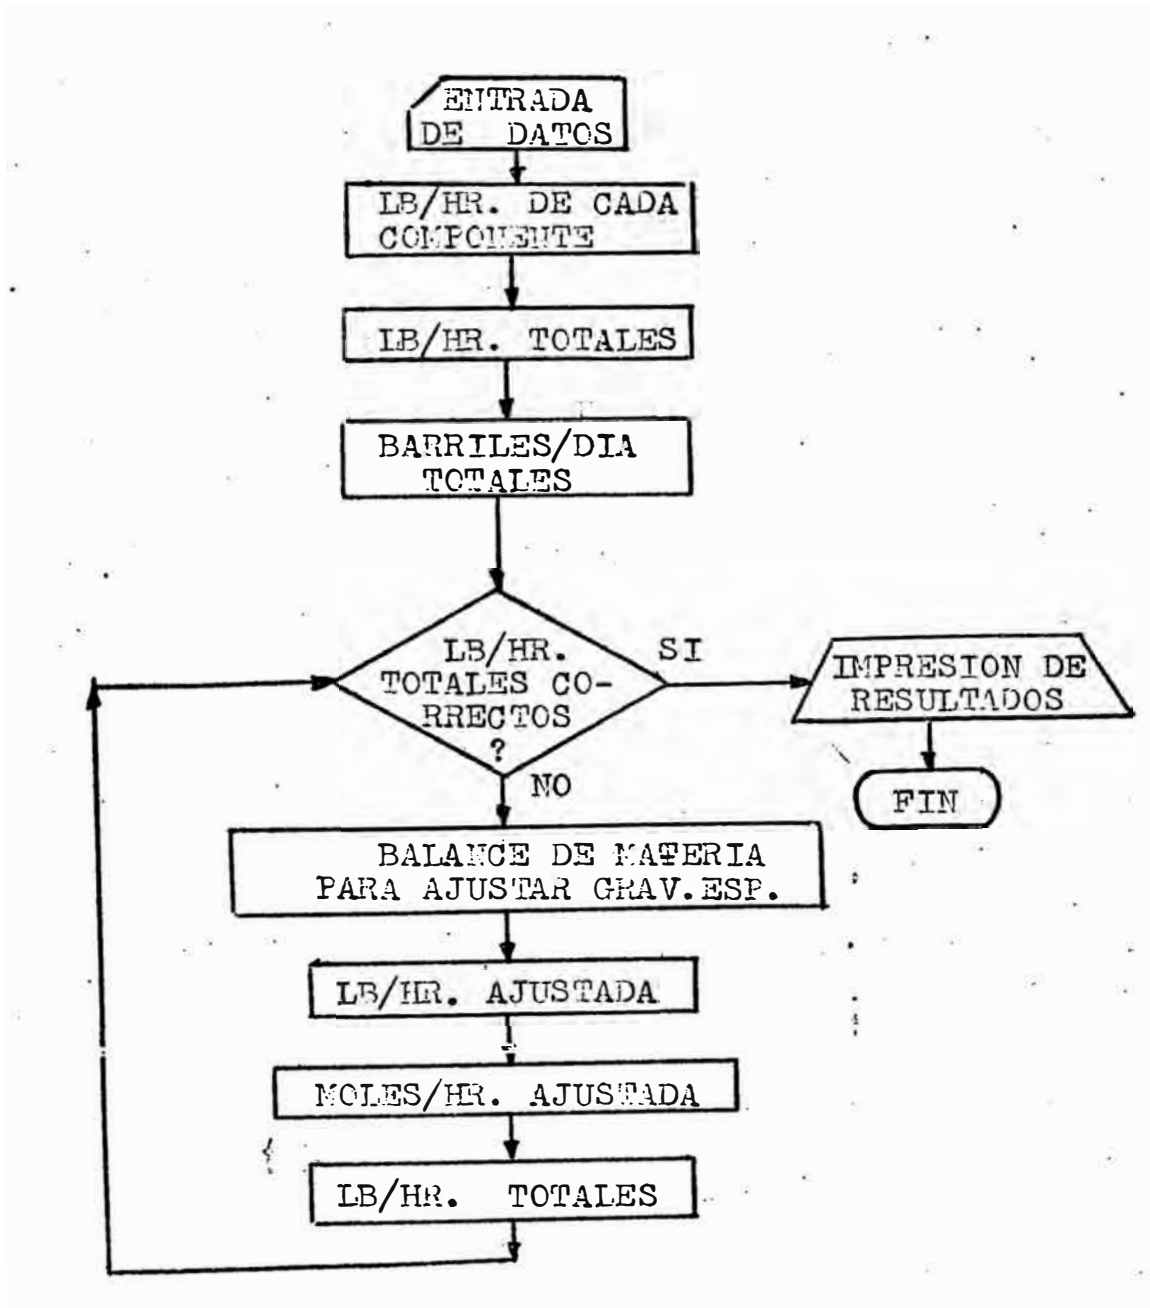 ENTRADA
DE DATOS
LB/HR. DE CADA
COMPONENTE
LB/HR. TOTALES
BARRILES/DIA
TOTALES
LB/HR.
TOTALES CO-
RRECTOS
?
SI
IMPRESION DE
RESULTADOS
FIN
NO
BALANCE DE MATERIA
PARA AJUSTAR GRAV.ESP.
LB/HR. AJUSTADA
MOLES/HR. AJUSTADA
LB/HR. TOTALES